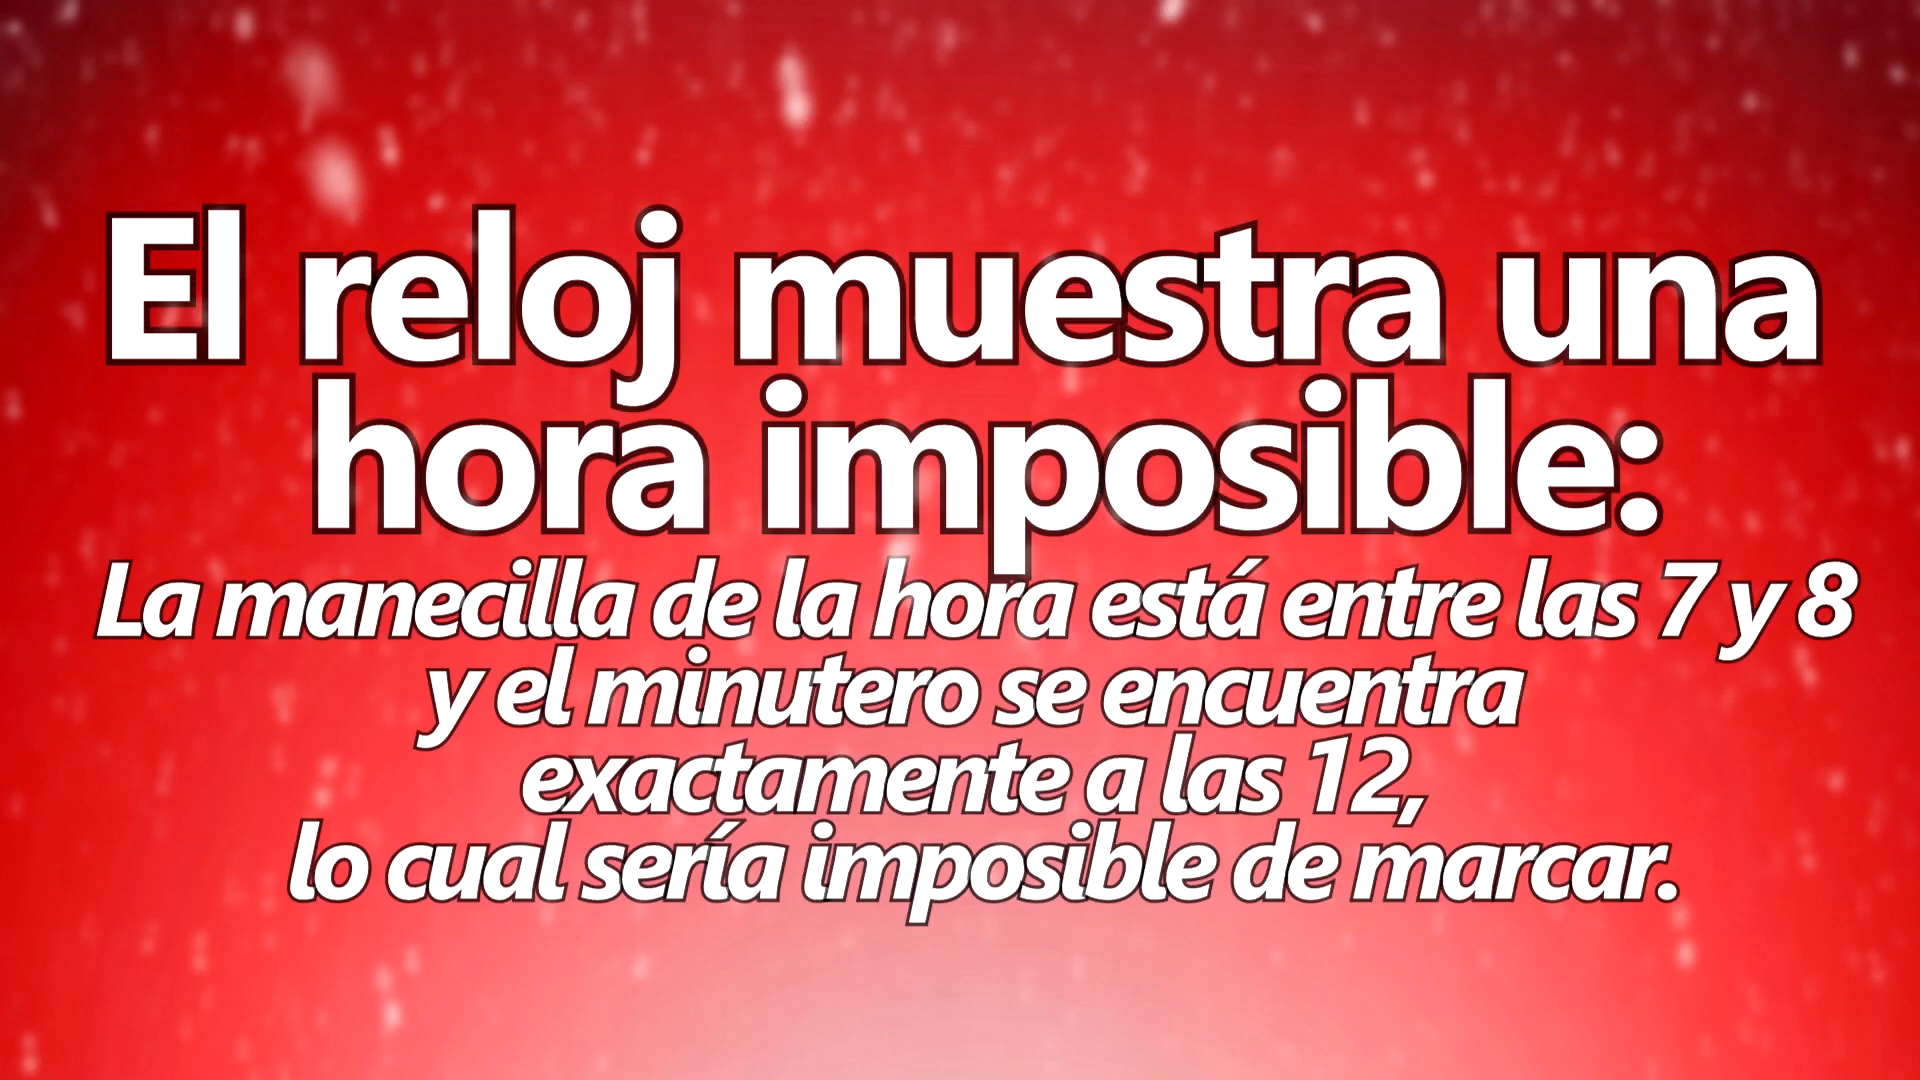 El reloj muestra una
hora imposible:
La manecilla de la hora está entre las 7 y 8
y el minutero se encuentra
exactamente a las 12,
lo cual sería imposible de marcar.